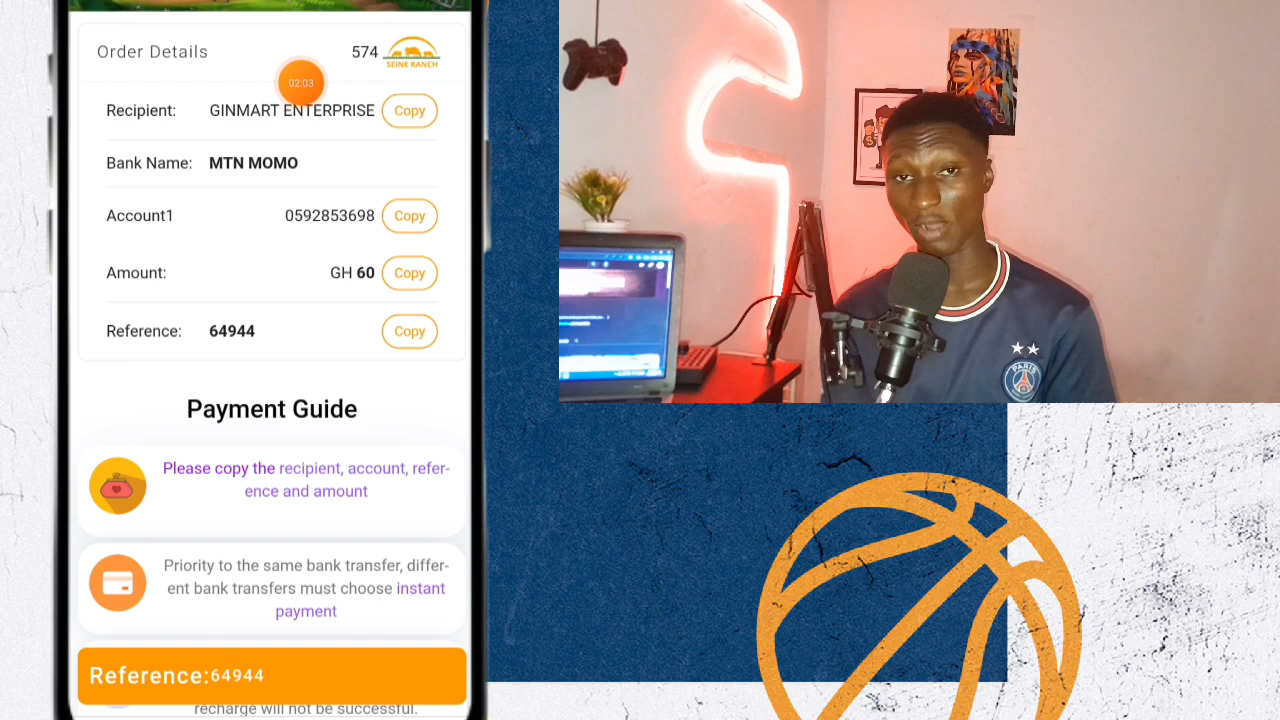 Order Details
574
SEINE RANCH
02:03
Recipient: GINMART ENTERPRISE Copy
Bank Name: MTN MOMO
Account1 0592853698 Copy
Amount: GH 60 Copy
Reference: 64944 Copy
Payment Guide
Please copy the recipient, account, refer-
ence and amount
Priority to the same bank transfer, differ-
ent bank transfers must choose instant
payment
Reference:64944
recharge will not be successful.
PARIS